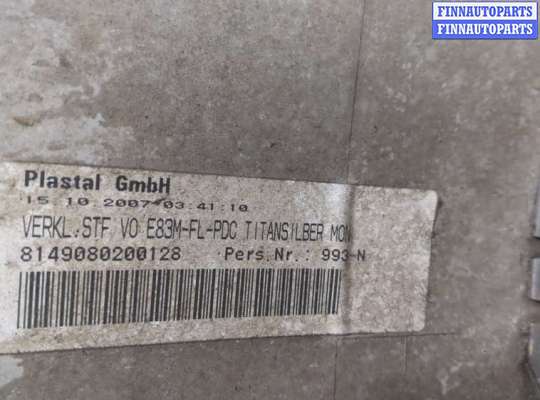 FINNAUTOPARTS
FINNAUTOPARTS
Plastal GmbH
15.10.2007 03:41:10
VERKL.STF VO E83M-FL-PDC TITANSILBER MON
8149080200128 Pers.Nr.: 993-N